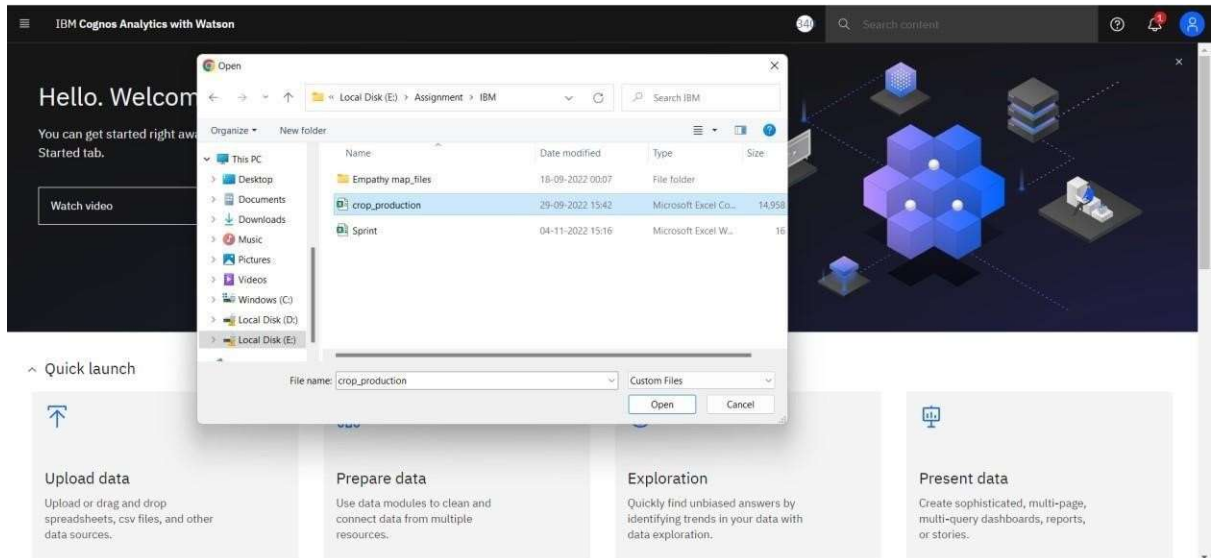 IBM Cognos Analytics with Watson
Search content
1
Hello. Welcom
You can get started right awa
Started tab.
Watch video
Open
« Local Disk (E:) › Assignment › IBM
Search IBM
Organize
New folder
This PC
Desktop
Documents
Downloads
Music
Pictures
Videos
Windows (C:)
Local Disk (D:)
Local Disk (E:)
Name Date modified Type Size
Empathy map_files 18-09-2022 00:07 File folder
crop_production 29-09-2022 15:42 Microsoft Excel Co... 14,958
Sprint 04-11-2022 15:16 Microsoft Excel W... 16
File name: crop_production
Custom Files
Open
Cancel
Quick launch
Upload data
Upload or drag and drop
spreadsheets, csv files, and other
data sources.
Prepare data
Use data modules to clean and
connect data from multiple
resources.
Exploration
Quickly find unbiased answers by
identifying trends in your data with
data exploration.
Present data
Create sophisticated, multi-page,
multi-query dashboards, reports,
or stories.